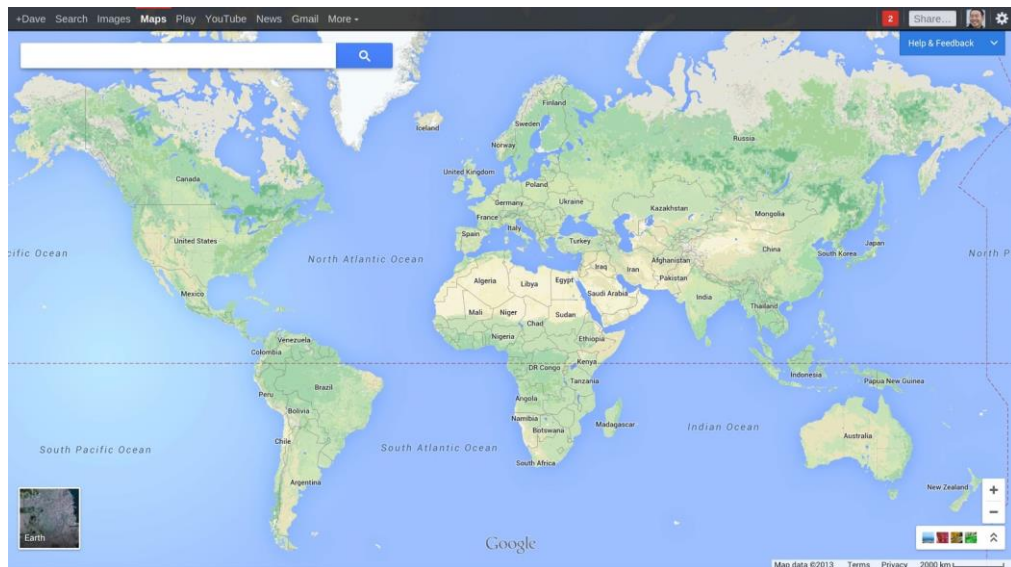 +Dave Search Images Maps Play YouTube News Gmail More
2 Share...
Help & Feedback
Finland
Iceland
Sweden
Russia
Norway
United Kingdom
Canada
Poland
Germany
Ukraine
Kazakhstan
France
Mongolia
Italy
Spain
United States
Turkey
Japan
China
South Korea
cific Ocean
North Atlantic Ocean
North P
Afghanistan
Iraq
Iran
Pakistan
Algeria
Libya
Egypt
Mexico
Saudi Arabia
India
Thailand
Mali
Niger
Sudan
Chad
Nigeria
Ethiopia
Venezuela
Colombia
Kenya
DR Congo
Indonesia
Tanzania
Papua New Guinea
Brazil
Peru
Angola
Bolivia
Namibia
Botswana
Madagascar
Indian Ocean
Chile
Australia
South Pacific Ocean
South Atlantic Ocean
South Africa
Argentina
New Zealand
+
−
Earth
Google
Map data ©2013 Terms Privacy 2000 km